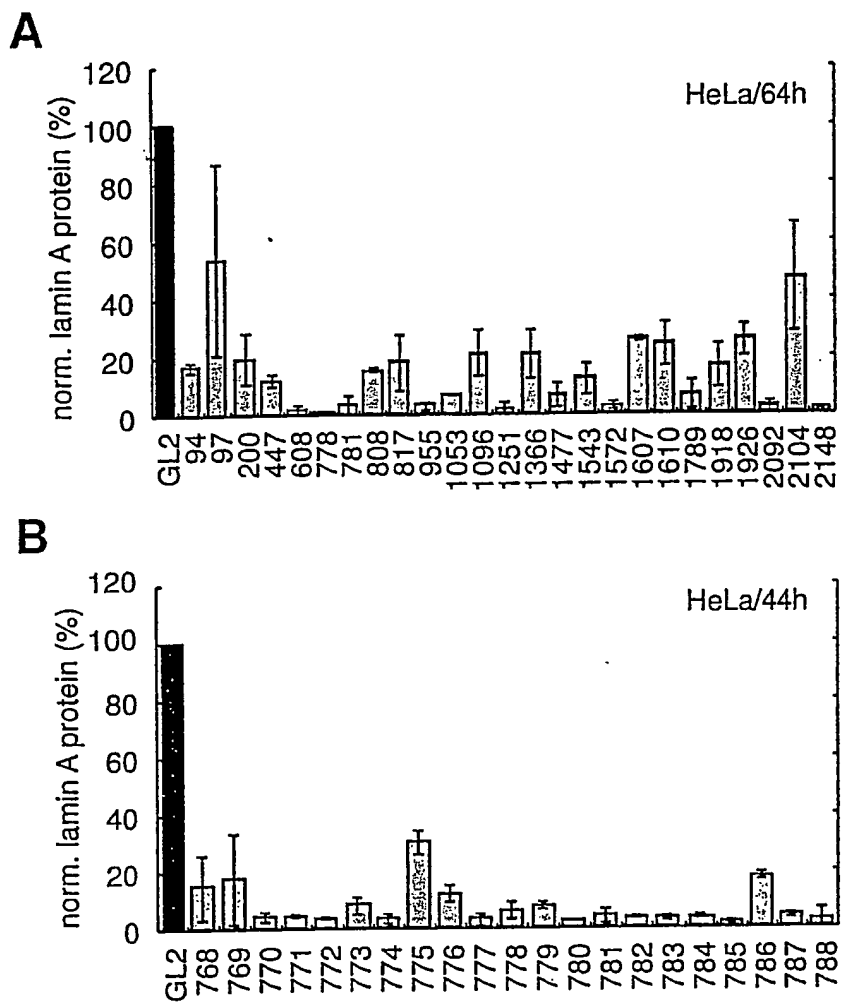 A
HeLa/64h
norm. lamin A protein (%)
120
100
80
60
40
20
0
GL2 94 97 200 447 608 778 781 808 817 955 1053 1096 1251 1366 1477 1543 1572 1607 1610 1789 1918 1926 2092 2104 2148
B
HeLa/44h
norm. lamin A protein (%)
120
100
80
60
40
20
0
GL2 768 769 770 771 772 773 774 775 776 777 778 779 780 781 782 783 784 785 786 787 788